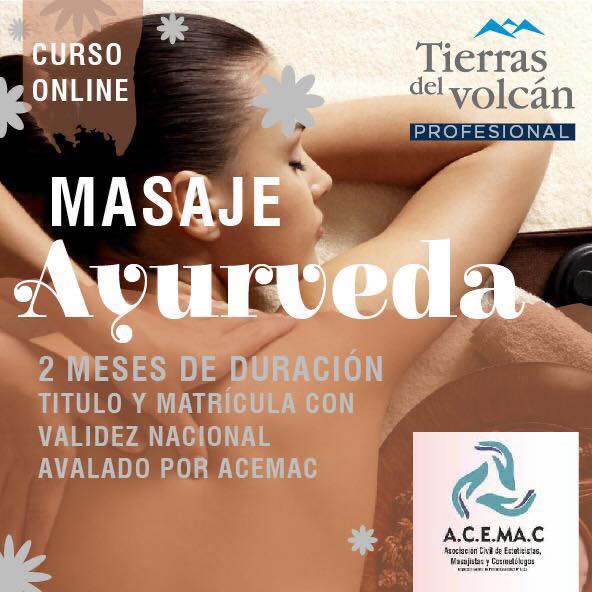 CURSO
ONLINE
Tierras
del volcán
PROFESIONAL
MASAJE
Ayurveda
2 MESES DE DURACIÓN
TITULO Y MATRÍCULA CON
VALIDEZ NACIONAL
AVALADO POR ACEMAC
A.C.E.MA.C
Asociación Civil de Esteticistas,
Masajistas y Cosmetólogos